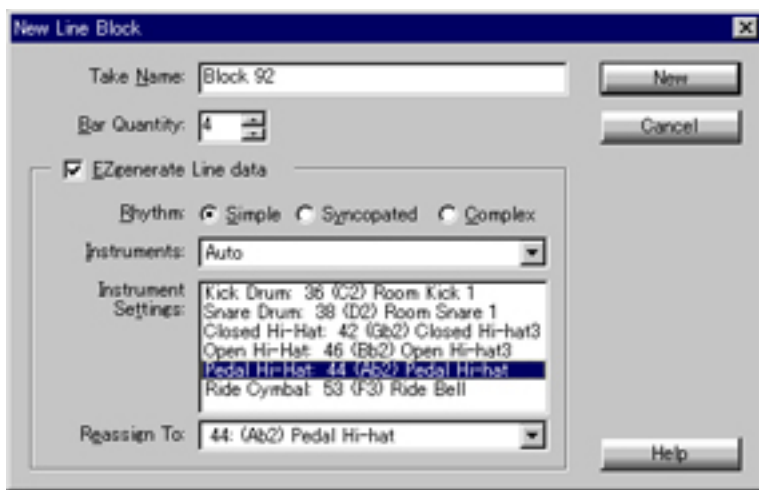 New Line Block
Take Name: Block 92
New
Bar Quantity: 4
Cancel
EZgenerate Line data
Rhythm: Simple Syncopated Complex
Instruments: Auto
Instrument Settings:
Kick Drum: 36 (C2) Room Kick 1
Snare Drum: 38 (D2) Room Snare 1
Closed Hi-Hat: 42 (Gb2) Closed Hi-hat3
Open Hi-Hat: 46 (Bb2) Open Hi-hat3
Pedal Hi-Hat: 44 (Ab2) Pedal Hi-hat
Ride Cymbal: 53 (F3) Ride Bell
Reassign To: 44: (Ab2) Pedal Hi-hat
Help